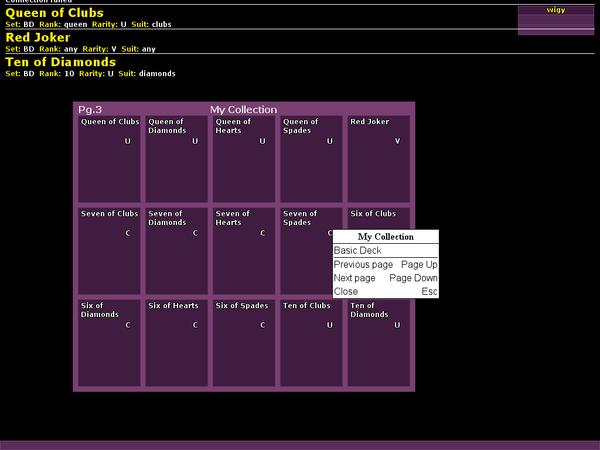 Connection failed
Queen of Clubs
Set: BD Rank: queen Rarity: U Suit: clubs
Red Joker
Set: BD Rank: any Rarity: V Suit: any
Ten of Diamonds
Set: BD Rank: 10 Rarity: U Suit: diamonds
wigy
Pg.3 My Collection
Queen of Clubs
U
Queen of
Diamonds
U
Queen of
Hearts
U
Queen of
Spades
U
Red Joker
V
Seven of Clubs
C
Seven of
Diamonds
C
Seven of
Hearts
C
Seven of
Spades
C
Six of Clubs
My Collection
Basic Deck
Previous page Page Up
Next page Page Down
Close Esc
Six of
Diamonds
C
Six of Hearts
C
Six of Spades
C
Ten of Clubs
U
Ten of
Diamonds
U